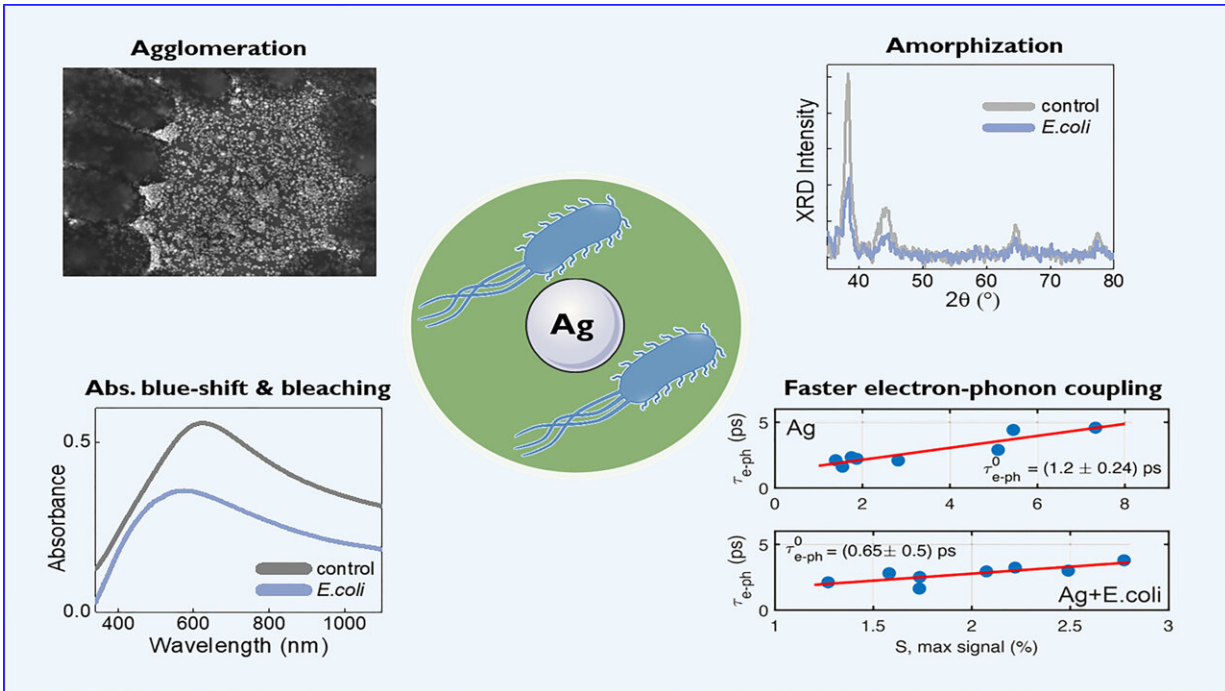 Agglomeration
Amorphization
XRD Intensity
control
E.coli
40 50 60 70 80
2θ (°)
Ag
Abs. blue-shift & bleaching
Absorbance
0.5
0.0
control
E.coli
400 600 800 1000
Wavelength (nm)
Faster electron-phonon coupling
τe-ph (ps)
5
0
Ag
τ⁰e-ph = (1.2 ± 0.24) ps
0 2 4 6 8
τe-ph (ps)
5
0
τ⁰e-ph = (0.65± 0.5) ps
Ag+E.coli
1 1.5 2 2.5 3
S, max signal (%)